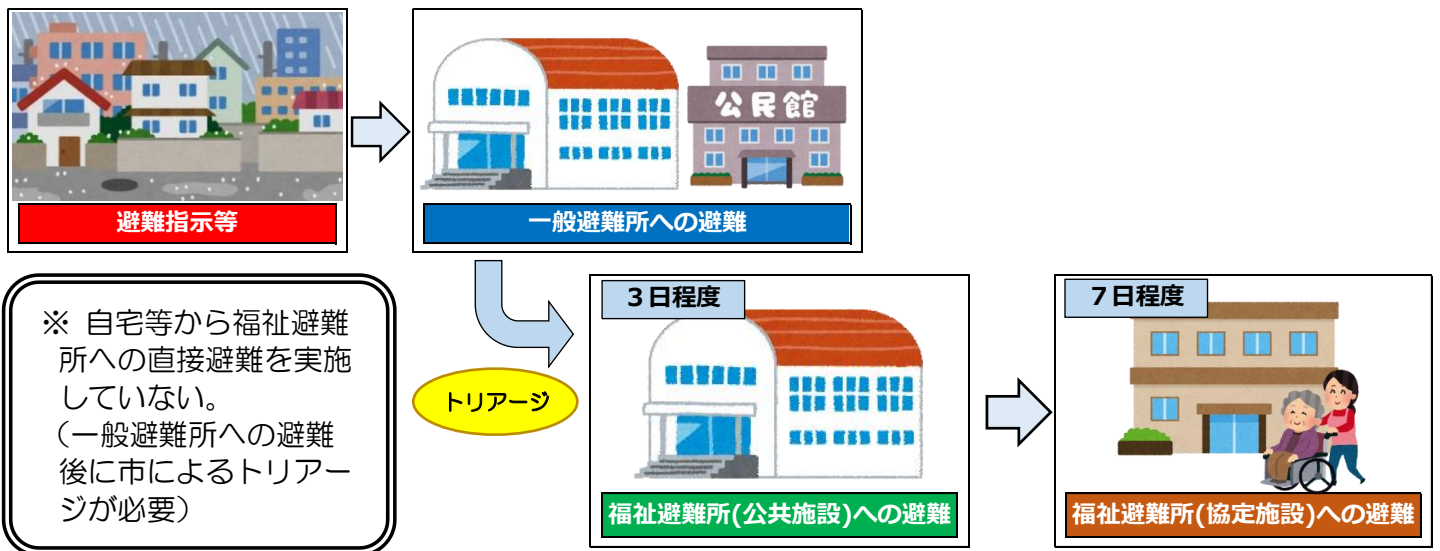 公民館
避難指示等
一般避難所への避難
※ 自宅等から福祉避難
所への直接避難を実施
していない。
(一般避難所への避難
後に市によるトリアー
ジが必要)
トリアージ
3日程度
福祉避難所(公共施設)への避難
7日程度
福祉避難所(協定施設)への避難